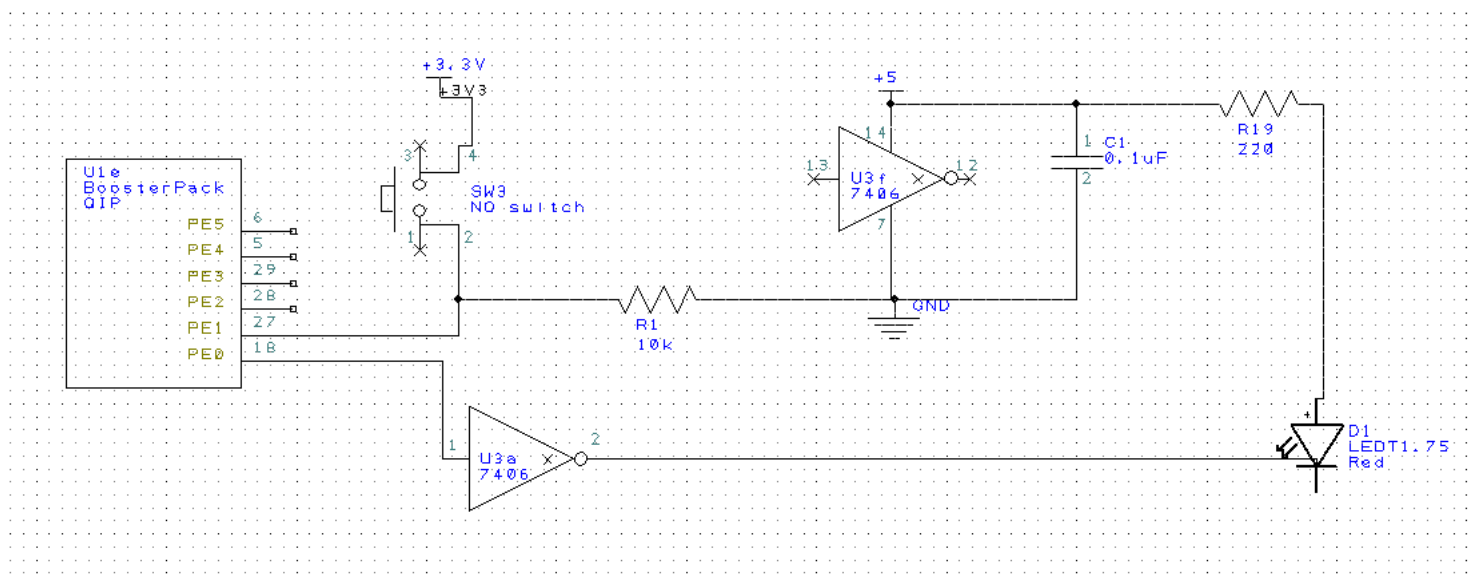 +3.3V
+3V3
U1e
BoosterPack
QIP
PE5 6
PE4 5
PE3 29
PE2 28
PE1 27
PE0 18
3
4
SW3
NO switch
1
2
R1
10k
+5
14
13
U3f
7406
12
7
GND
1
C1
0.1uF
2
R19
220
1
U3a
7406
2
+
D1
LEDT1.75
Red